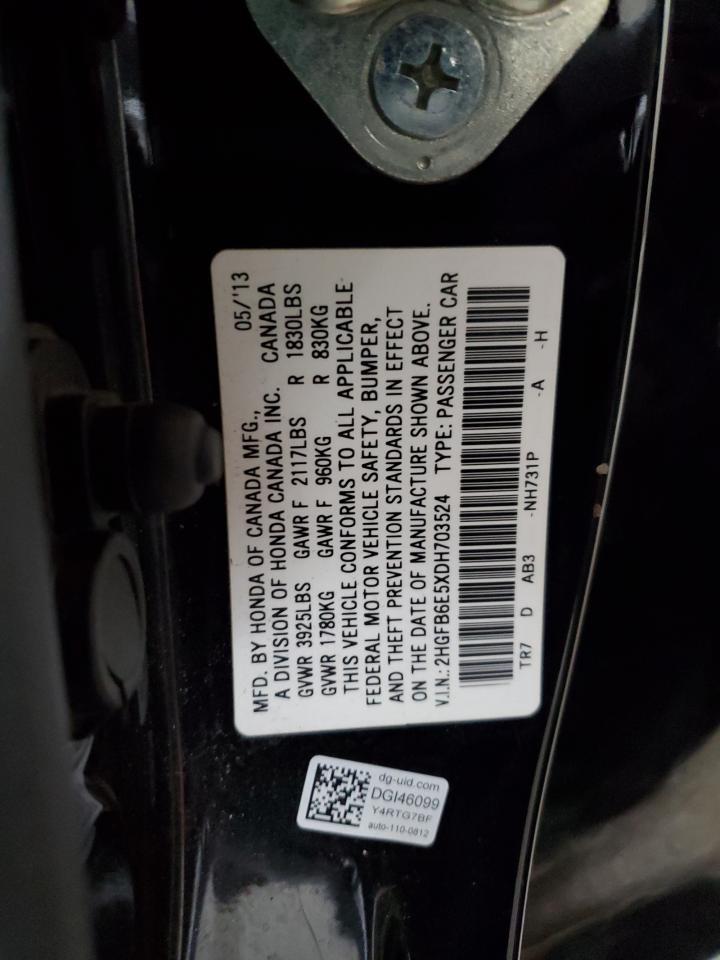 05/'13
MFD. BY HONDA OF CANADA MFG.,
A DIVISION OF HONDA CANADA INC. CANADA
GVWR 3925LBS GAWR F 2117LBS R 1830LBS
GVWR 1780KG GAWR F 960KG R 830KG
THIS VEHICLE CONFORMS TO ALL APPLICABLE
FEDERAL MOTOR VEHICLE SAFETY, BUMPER,
AND THEFT PREVENTION STANDARDS IN EFFECT
ON THE DATE OF MANUFACTURE SHOWN ABOVE.
V.I.N.: 2HGFB6E5XDH703524 TYPE: PASSENGER CAR
TR7 D AB3 -NH731P -A -H
dg-uid.com
DGI46099
Y4RTG7BF
auto-110-0812